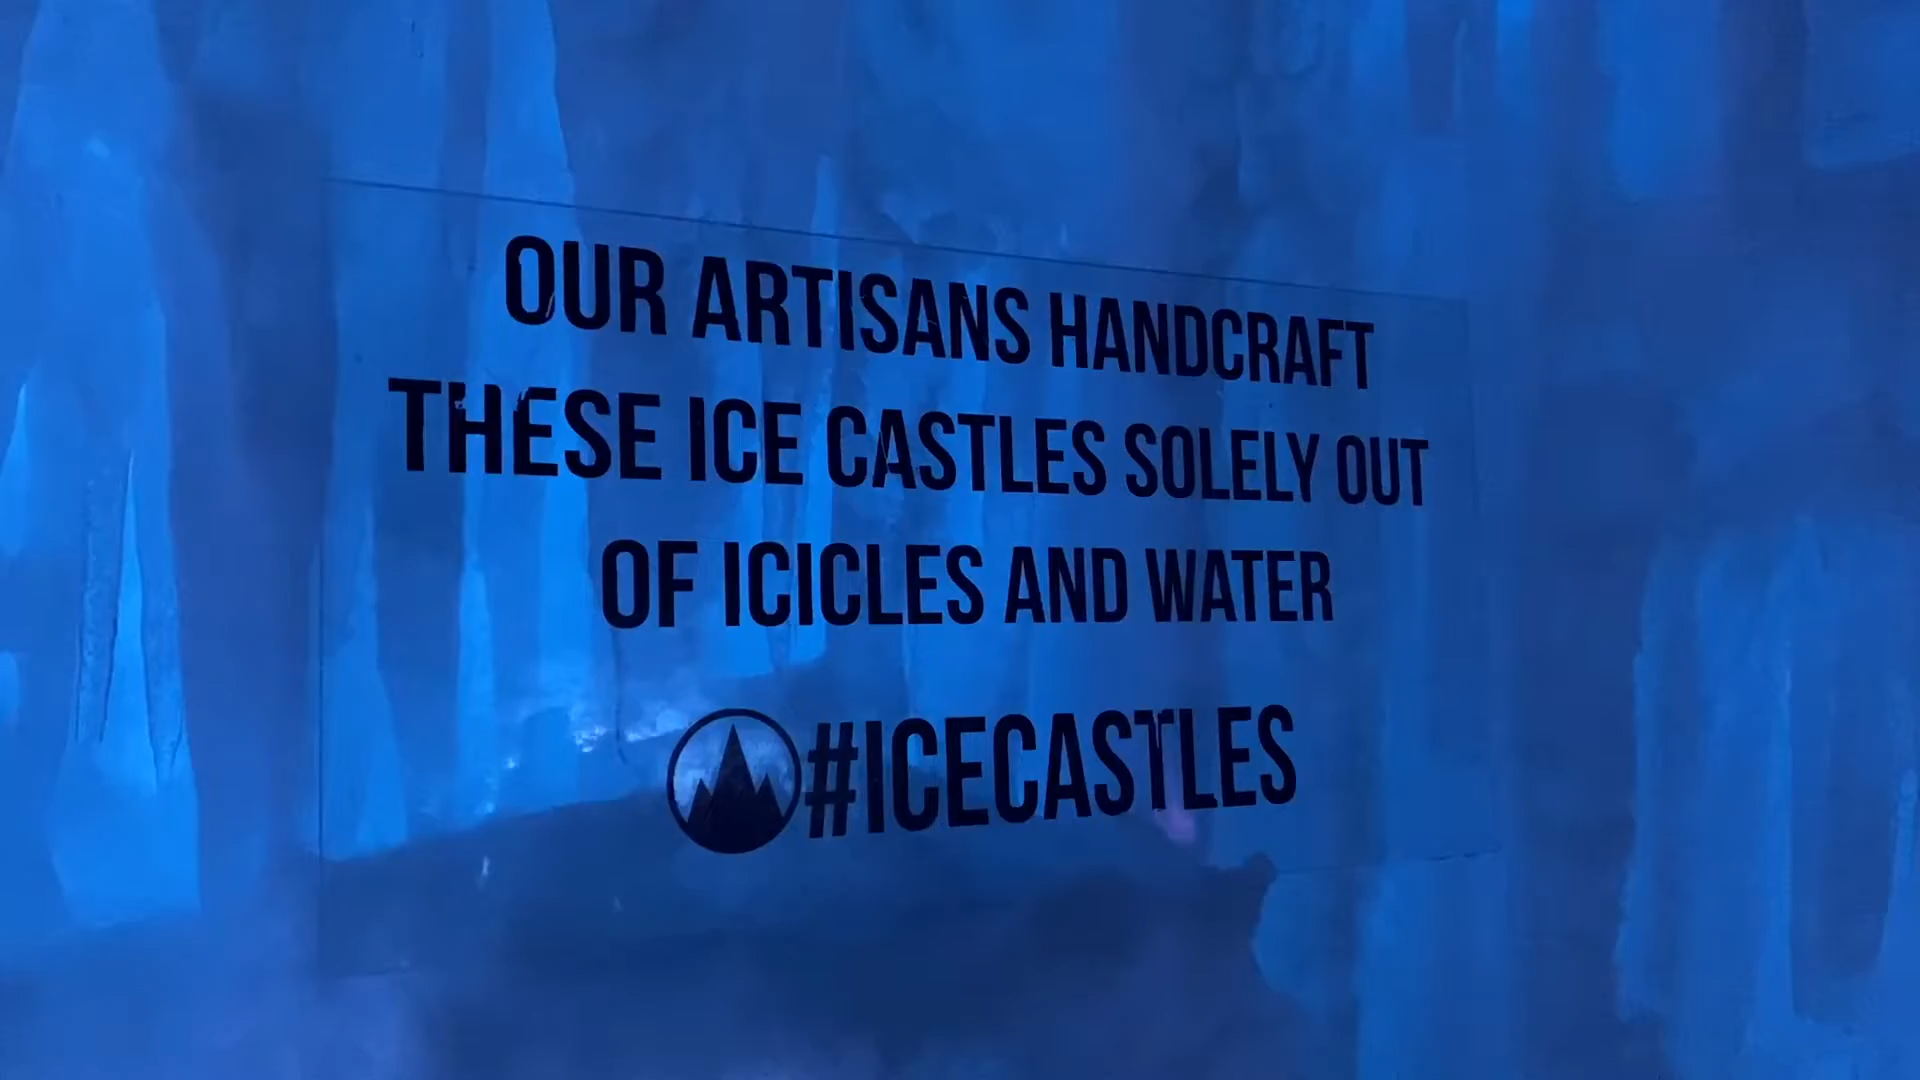 OUR ARTISANS HANDCRAFT
THESE ICE CASTLES SOLELY OUT
OF ICICLES AND WATER
#ICECASTLES